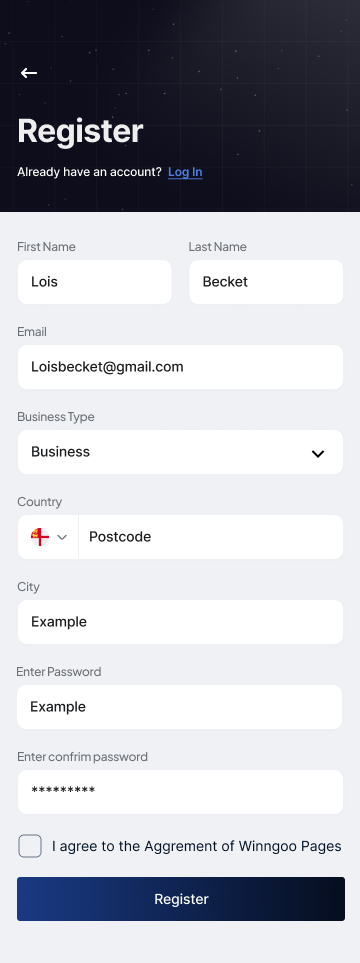 Register
Already have an account? Log In
First Name Last Name
Lois Becket
Email
Loisbecket@gmail.com
Business Type
Business
Country
Postcode
City
Example
Enter Password
Example
Enter confrim password
*********
I agree to the Aggrement of Winngoo Pages
Register